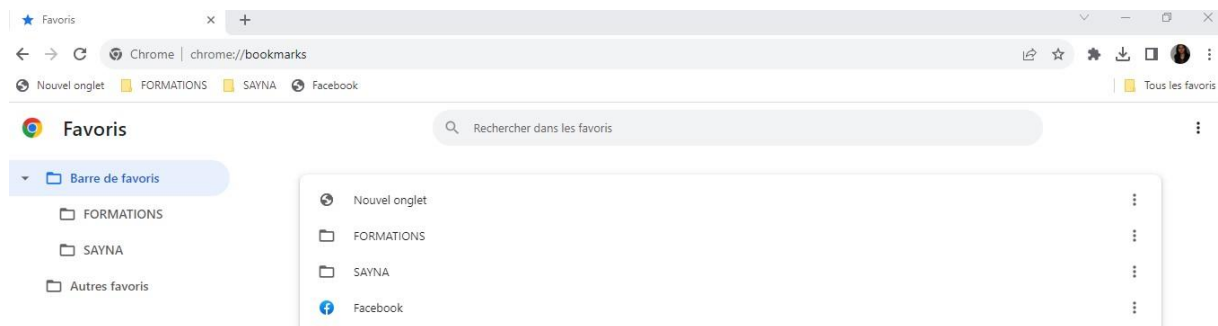 Favoris
Chrome | chrome://bookmarks
Nouvel onglet FORMATIONS SAYNA Facebook Tous les favoris
Favoris Rechercher dans les favoris
Barre de favoris
Nouvel onglet
FORMATIONS
FORMATIONS
SAYNA
SAYNA
Autres favoris
Facebook